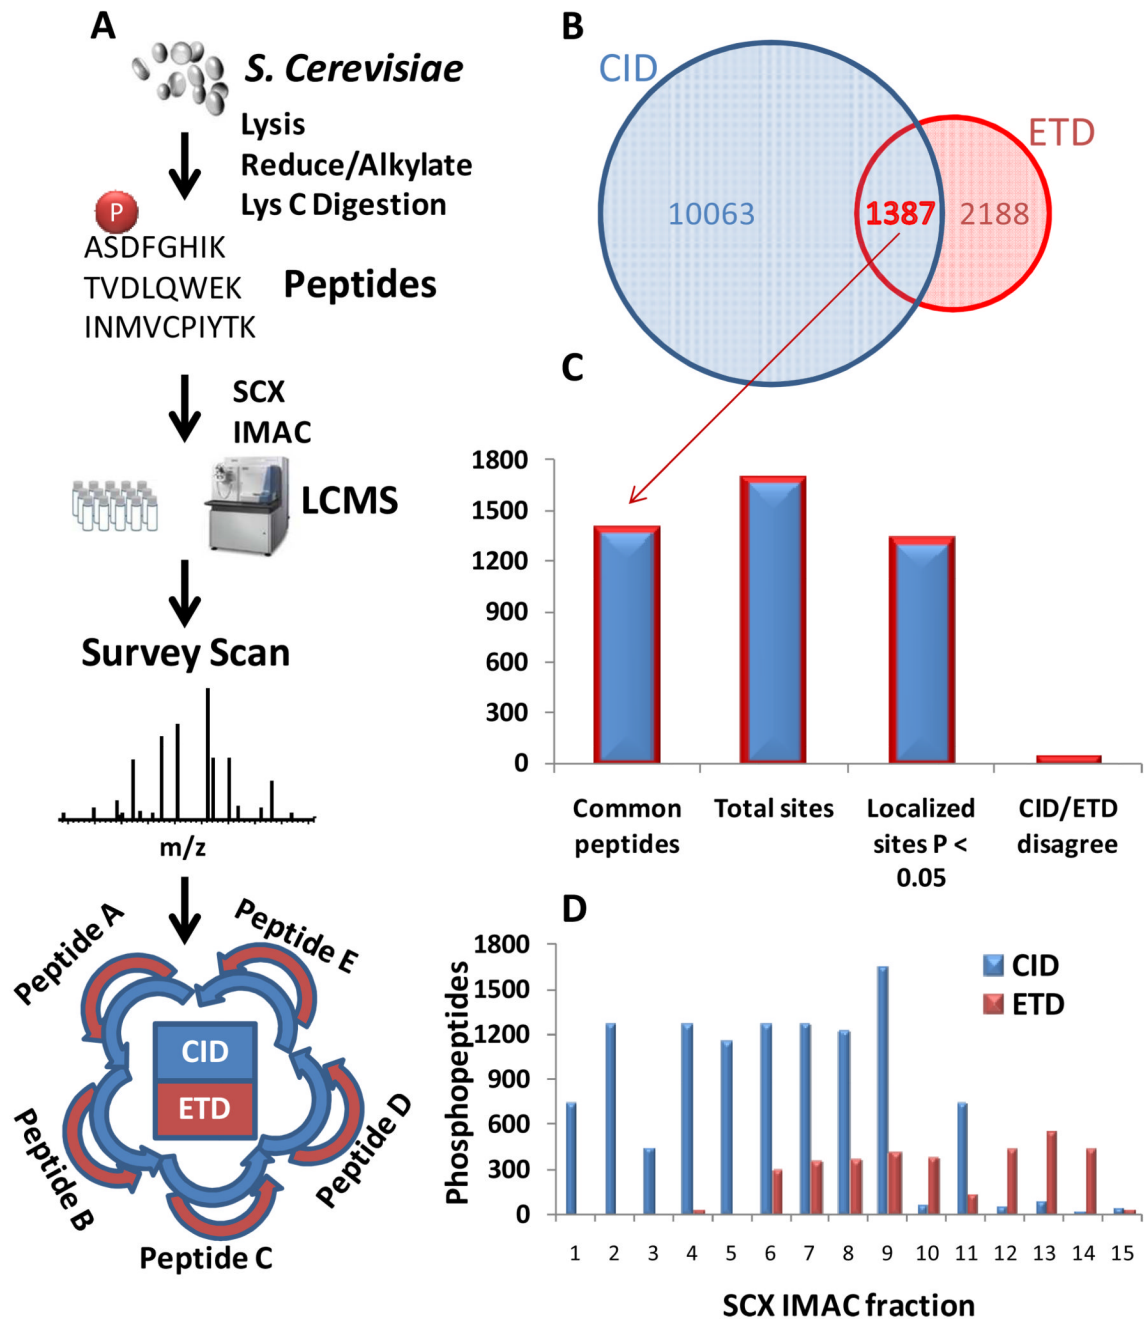 A
S. Cerevisiae
Lysis
Reduce/Alkylate
Lys C Digestion
P
ASDFGHIK
TVDLQWEK
INMVCPIYTK
Peptides
SCX
IMAC
LCMS
Survey Scan
m/z
Peptide A
Peptide E
CID
ETD
Peptide B
Peptide D
Peptide C
B
CID
ETD
10063
1387
2188
C
1800
1500
1200
900
600
300
0
Common
peptides
Total sites
Localized
sites P <
0.05
CID/ETD
disagree
D
Phosphopeptides
1800
1500
1200
900
600
300
0
CID
ETD
1 2 3 4 5 6 7 8 9 10 11 12 13 14 15
SCX IMAC fraction